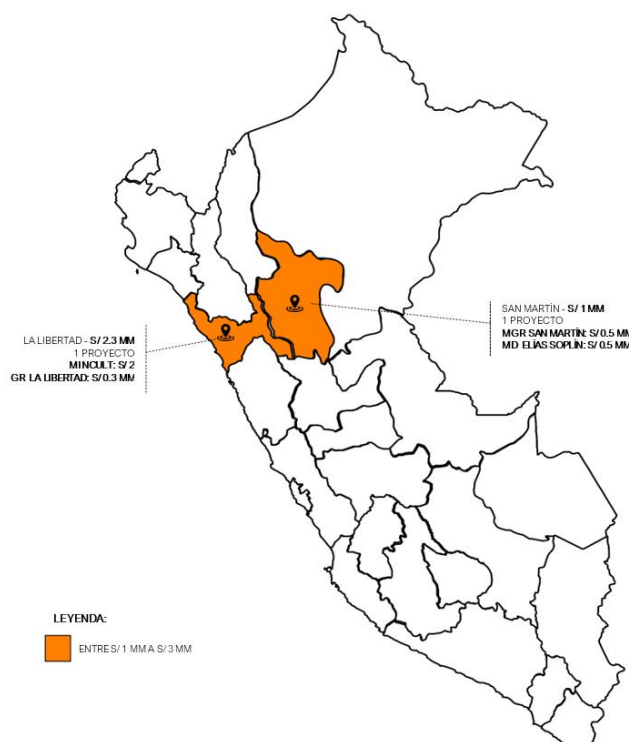 SAN MARTÍN - S/ 1 MM
1 PROYECTO
MGR SAN MARTÍN: S/ 0.5 MM
MD ELÍAS SOPLÍN: S/ 0.5 MM
LA LIBERTAD - S/ 2.3 MM
1 PROYECTO
MINCULT: S/ 2
GR LA LIBERTAD: S/ 0.3 MM
LEYENDA:
ENTRE S/ 1 MM A S/ 3 MM